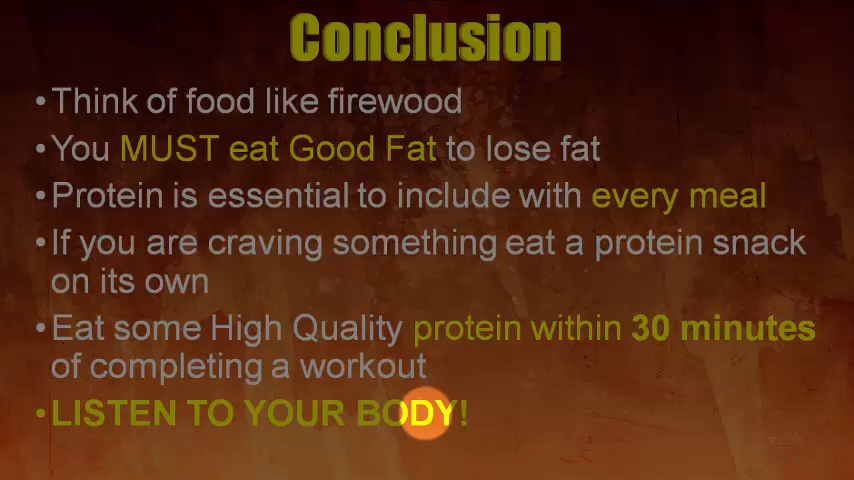 Conclusion
•Think of food like firewood
•You MUST eat Good Fat to lose fat
•Protein is essential to include with every meal
•If you are craving something eat a protein snack
on its own
•Eat some High Quality protein within 30 minutes
of completing a workout
•LISTEN TO YOUR BODY!